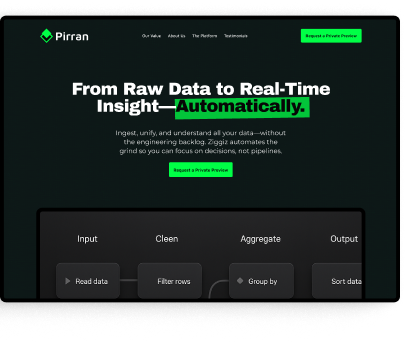 Pirran
Our Value About Us The Platform Testimonials
Request a Private Preview
From Raw Data to Real-Time
Insight—Automatically.
Ingest, unify, and understand all your data—without
the engineering backlog. Ziggiz automates the
grind so you can focus on decisions, not pipelines.
Request a Private Preview
Input Cleen Aggregate Output
Read data Filter rows Group by Sort data